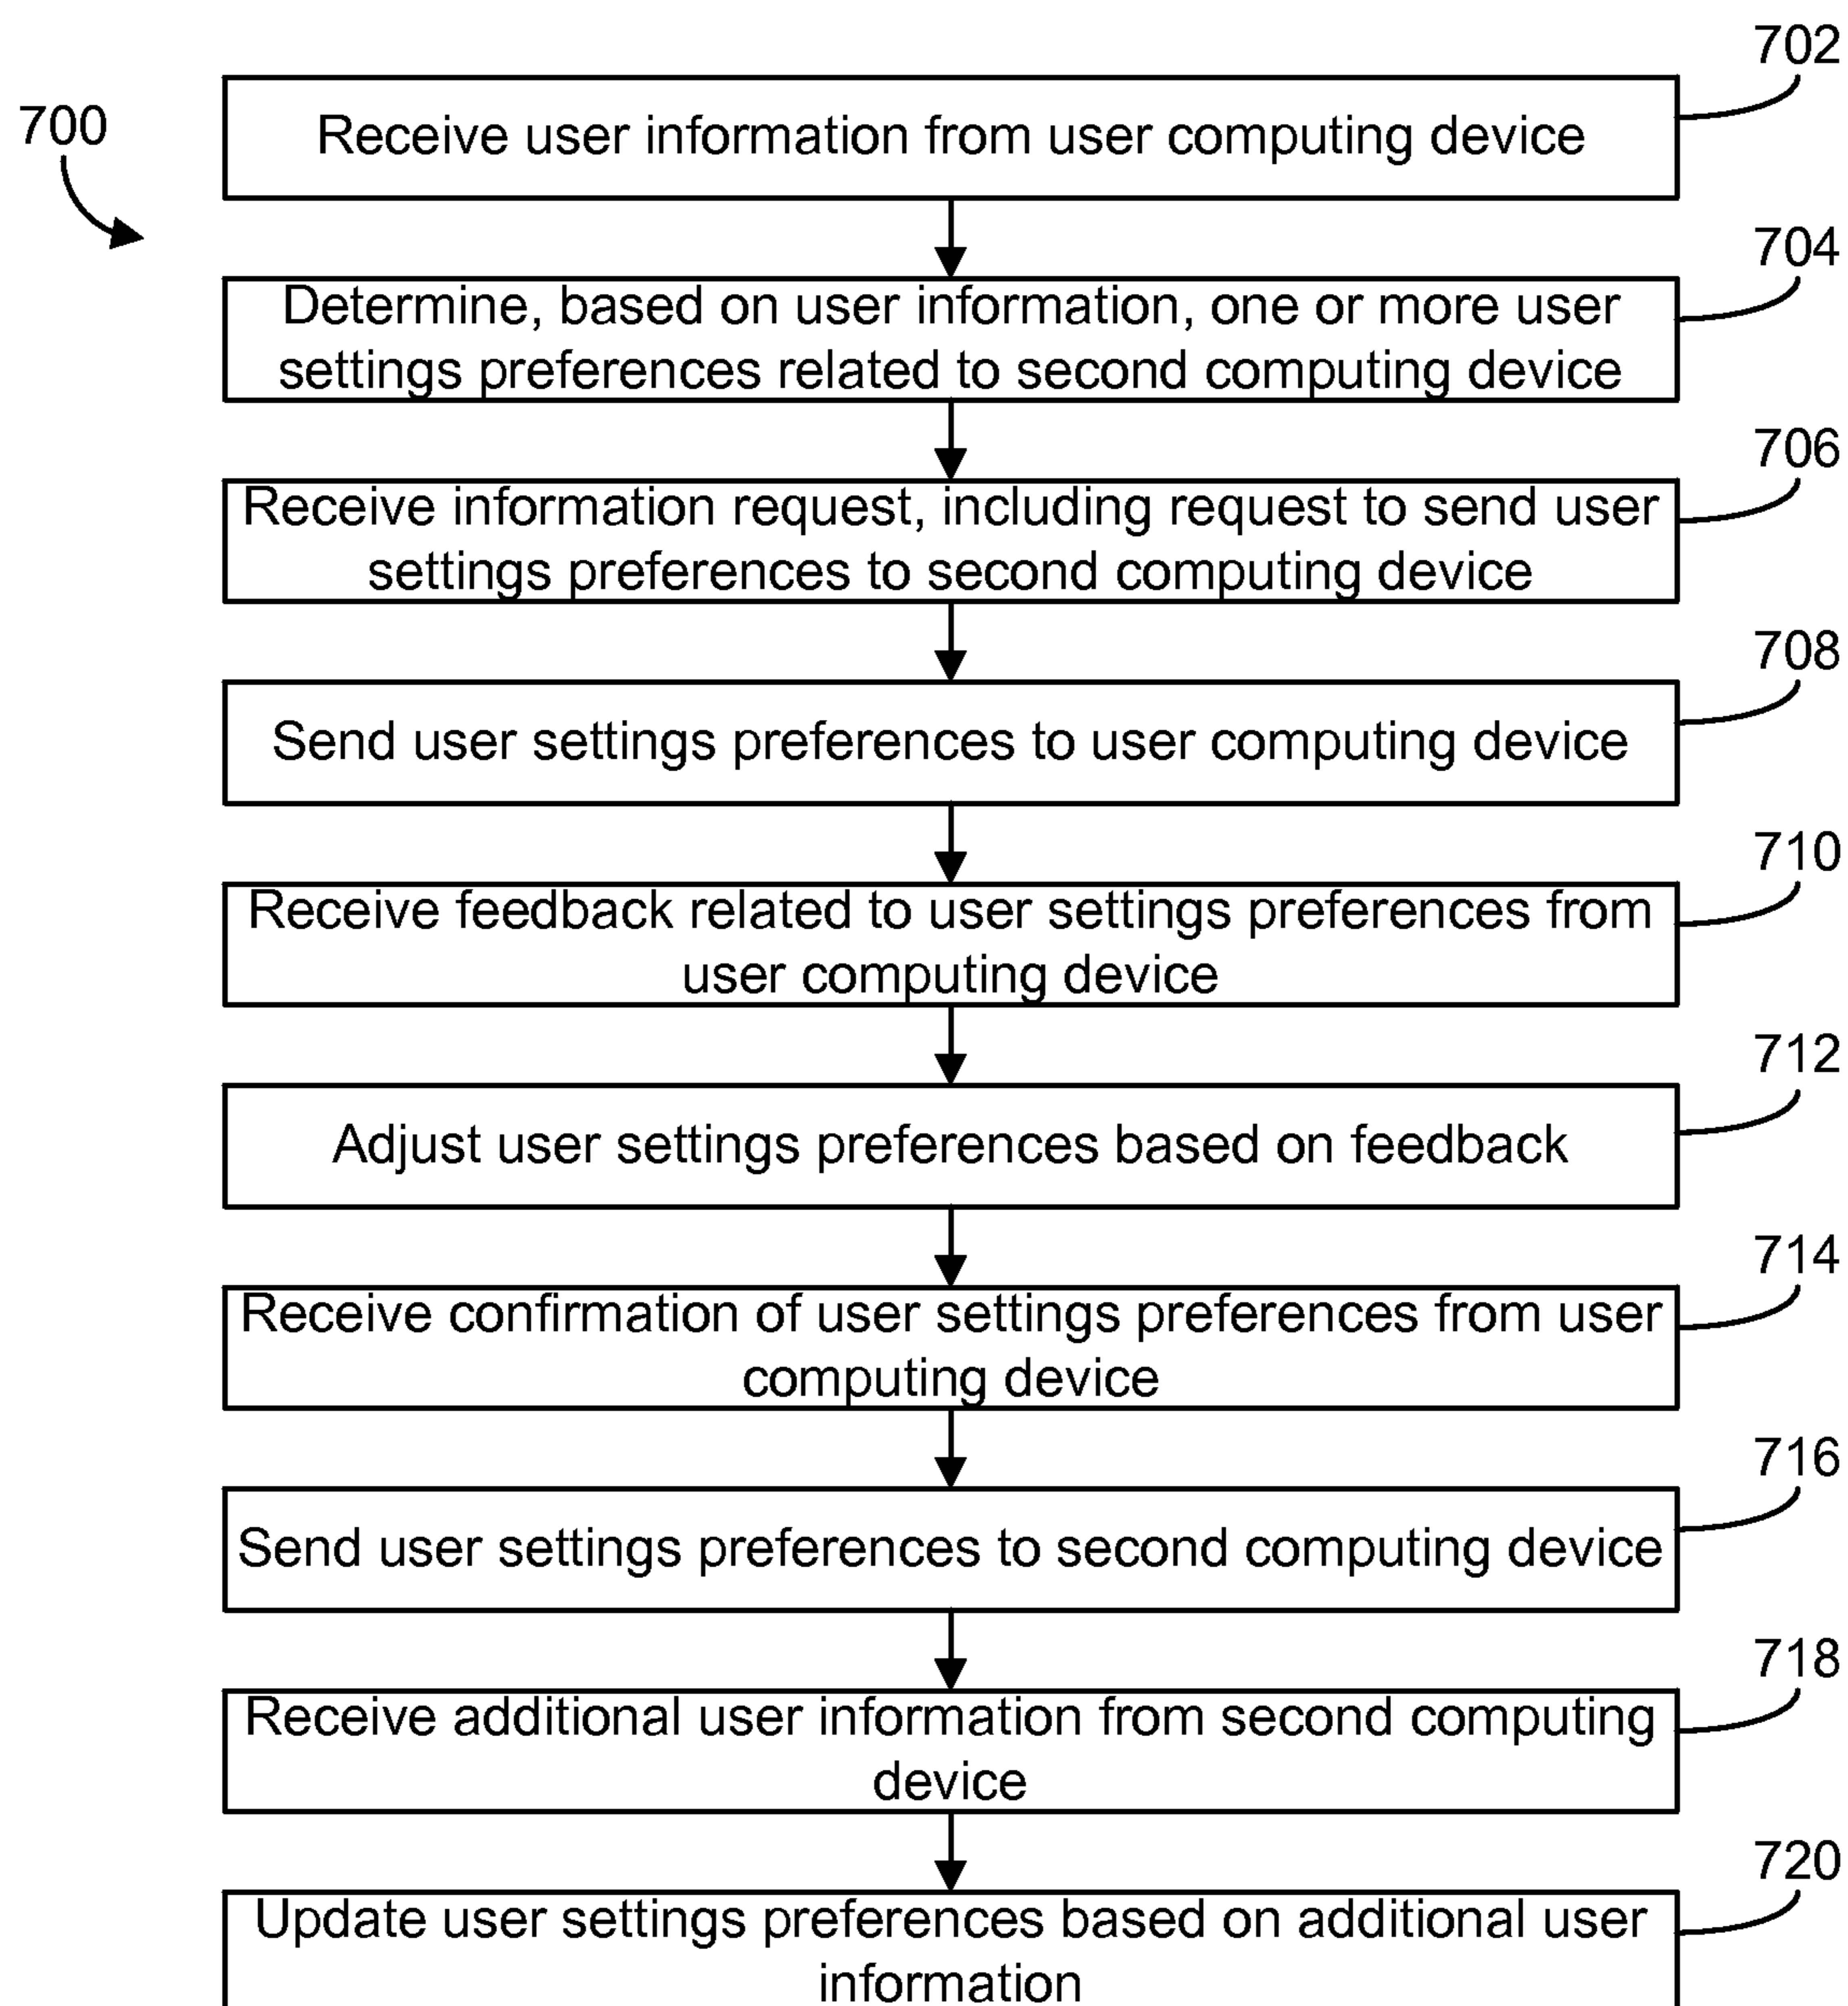 702
700
Receive user information from user computing device
704
Determine, based on user information, one or more user
settings preferences related to second computing device
706
Receive information request, including request to send user
settings preferences to second computing device
708
Send user settings preferences to user computing device
710
Receive feedback related to user settings preferences from
user computing device
712
Adjust user settings preferences based on feedback
714
Receive confirmation of user settings preferences from user
computing device
716
Send user settings preferences to second computing device
718
Receive additional user information from second computing
device
720
Update user settings preferences based on additional user
information